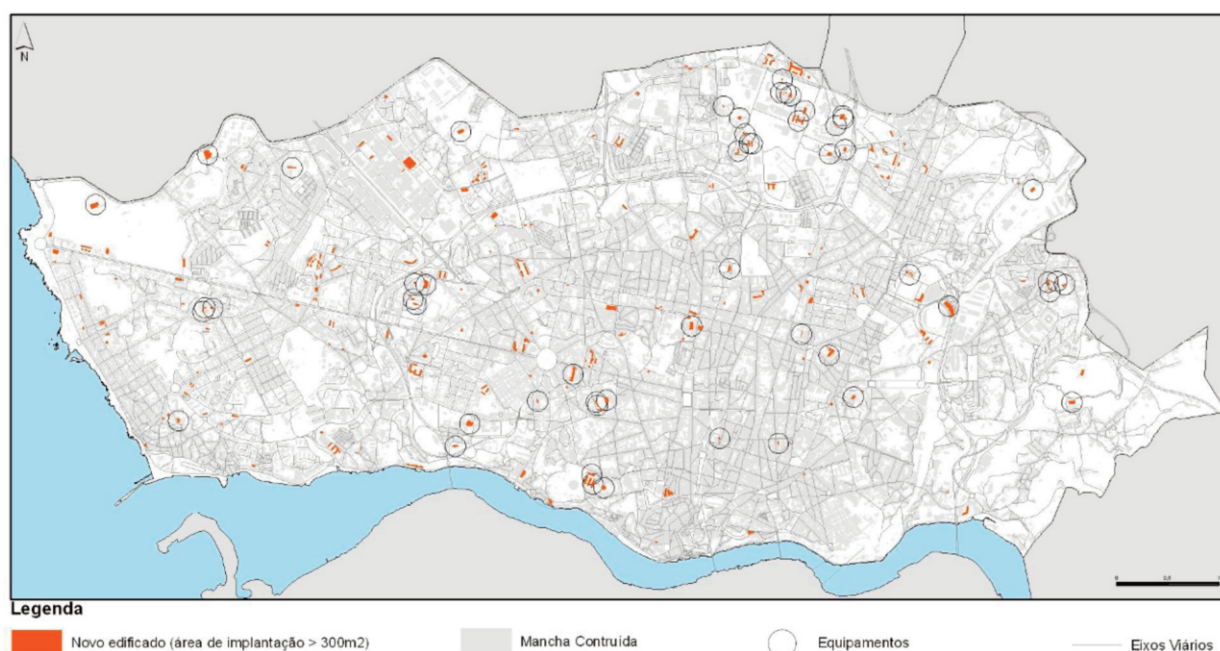 N
Legenda
Novo edificado (área de implantação > 300m2)
Mancha Contruída
Equipamentos
Eixos Viários